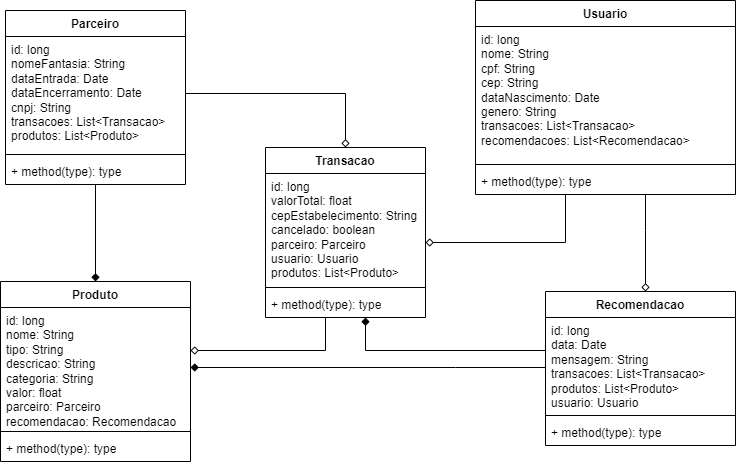 Parceiro
id: long
nomeFantasia: String
dataEntrada: Date
dataEncerramento: Date
cnpj: String
transacoes: List<Transacao>
produtos: List<Produto>
+ method(type): type
Usuario
id: long
nome: String
cpf: String
cep: String
dataNascimento: Date
genero: String
transacoes: List<Transacao>
recomendacoes: List<Recomendacao>
+ method(type): type
Transacao
id: long
valorTotal: float
cepEstabelecimento: String
cancelado: boolean
parceiro: Parceiro
usuario: Usuario
produtos: List<Produto>
+ method(type): type
Produto
id: long
nome: String
tipo: String
descricao: String
categoria: String
valor: float
parceiro: Parceiro
recomendacao: Recomendacao
+ method(type): type
Recomendacao
id: long
data: Date
mensagem: String
transacoes: List<Transacao>
produtos: List<Produto>
usuario: Usuario
+ method(type): type